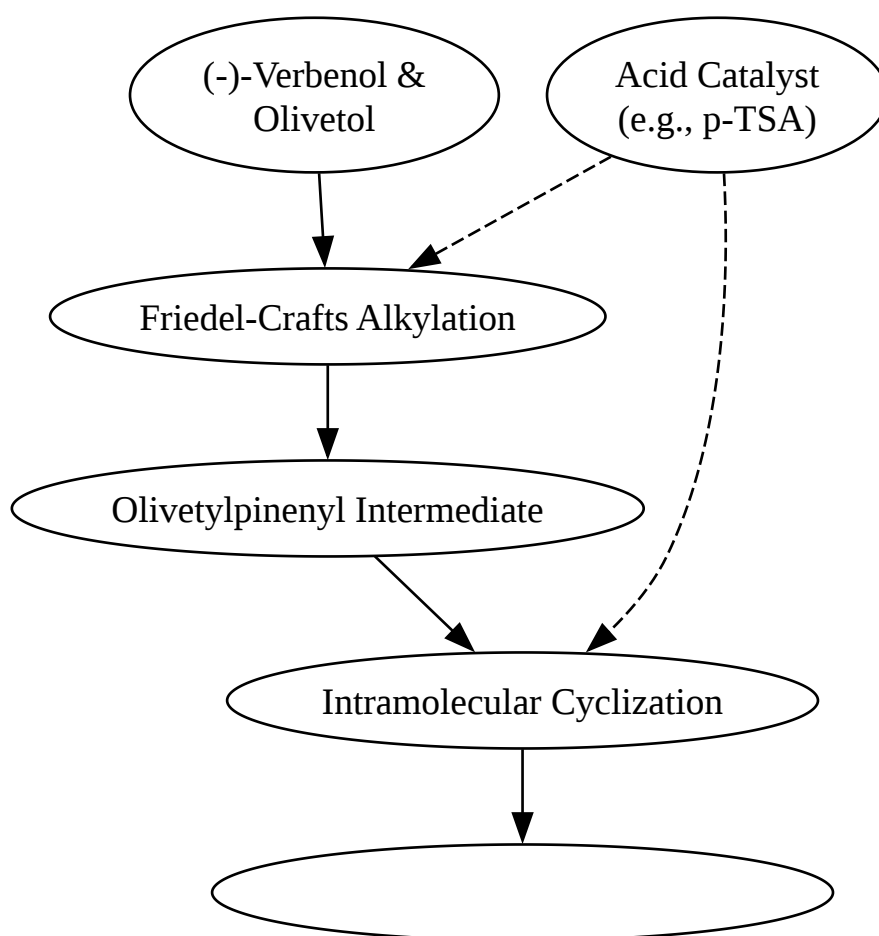 (-)-Verbenol &
Olivetol
Acid Catalyst
(e.g., p-TSA)
Friedel-Crafts Alkylation
Olivetylpinenyl Intermediate
Intramolecular Cyclization